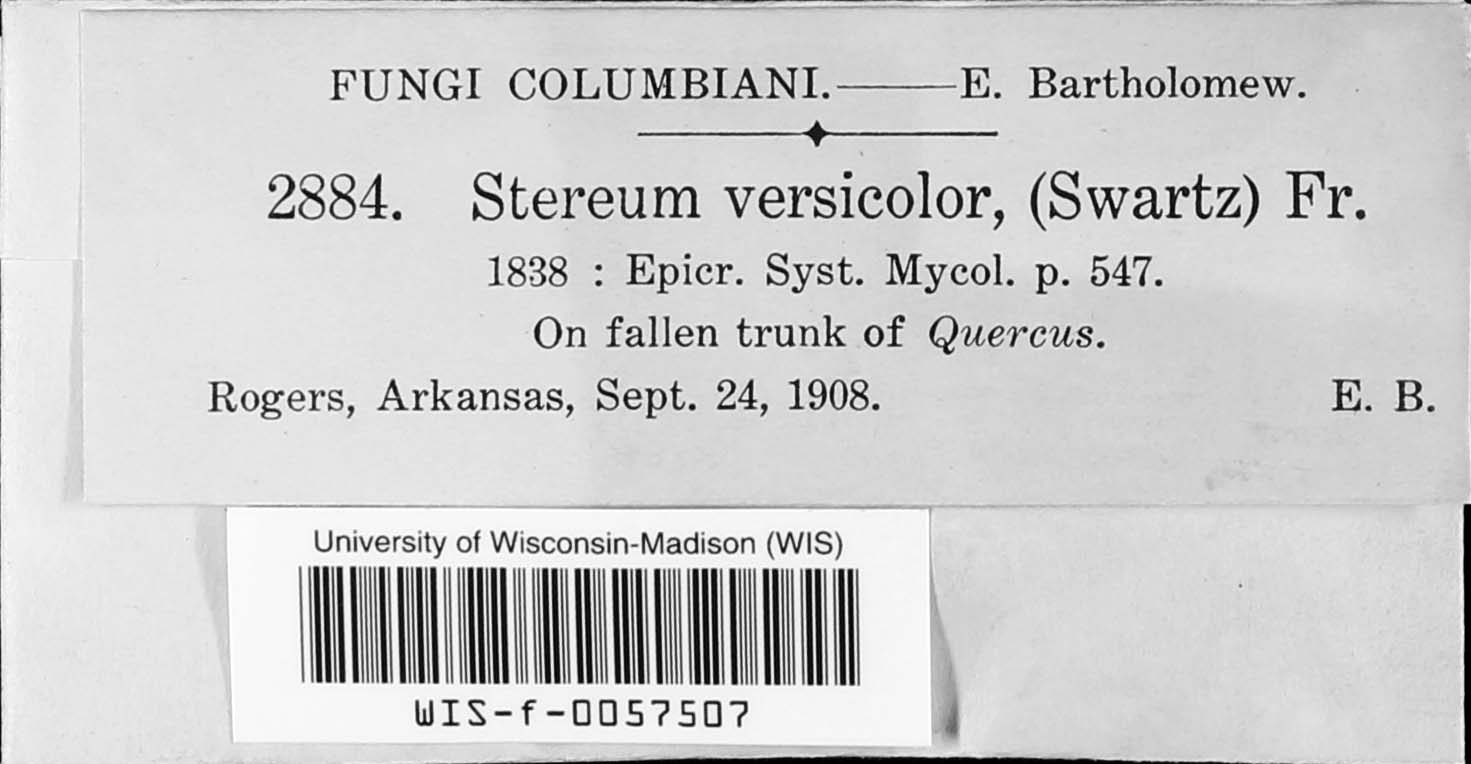 FUNGI COLUMBIANI.——E. Bartholomew.
2884. Stereum versicolor, (Swartz) Fr.
1838 : Epicr. Syst. Mycol. p. 547.
On fallen trunk of Quercus.
Rogers, Arkansas, Sept. 24, 1908. E. B.
University of Wisconsin-Madison (WIS)
WIS-f-0057507